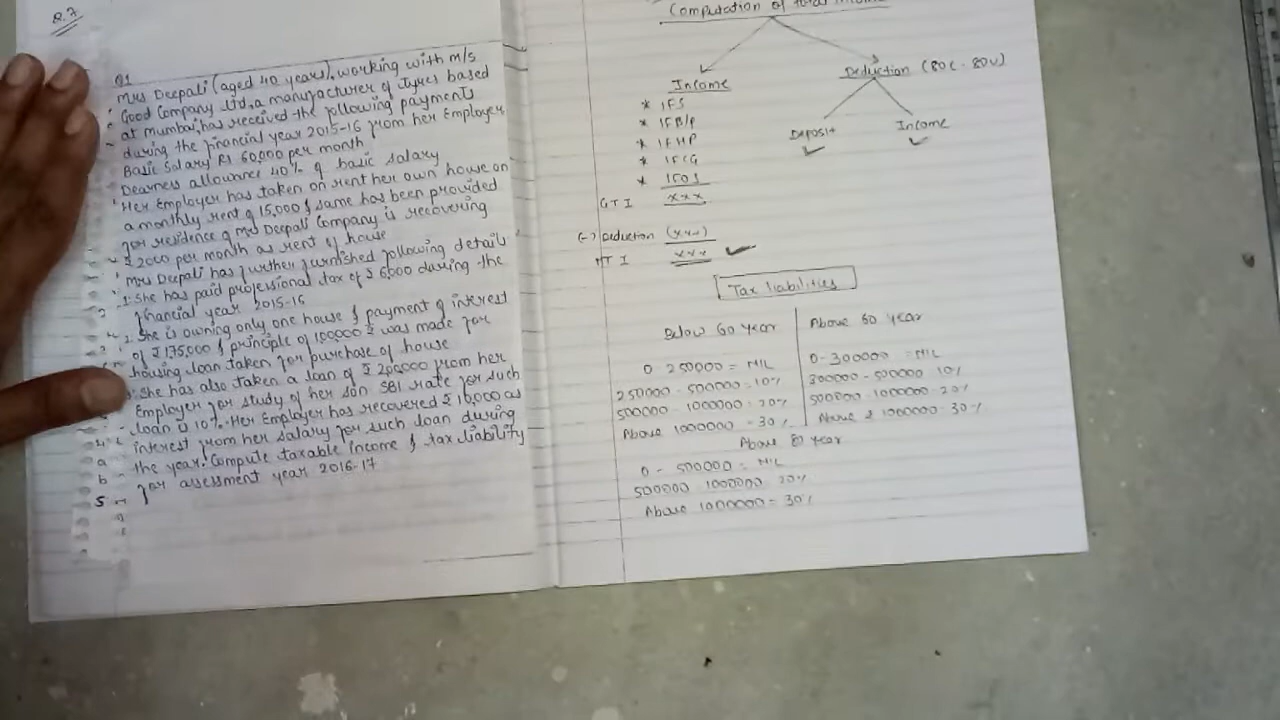 Q.7
Q1
Mrs Deepali (aged 40 years), working with m/s
Good Company Ltd, a manufacturer of Tyres based
at mumbai, has received the following payments
during the financial year 2015-16 from her Employer
Basic Salary Rs 60000 per month
Dearness allowance 40% of basic salary
Her Employer has taken on rent her own house on
a monthly rent of 15,000 & same has been provided
for residence of Mrs Deepali Company is recovering
₹ 2000 per month as rent of house
Mrs Deepali has further furnished following details
1. She has paid professional tax of ₹ 6000 during the
financial year 2015-16
2. She is owning only one house & payment of interest
of ₹ 175,000 & principle of 100000 ₹ was made for
housing loan taken for purchase of house
3. She has also taken a loan of ₹ 200,000 from her
Employer for study of her son SBI rate for such
loan is 10%. Her Employer has recovered ₹ 10,000 as
interest from her salary for such loan during
the year. Compute taxable income & tax liability
for asessment year 2016-17
Computation of total income
Income
* IFS
* IFB/P
* IFHP
* IFCG
* IFOS
GTI xxx
(-) Deduction (xxx)
TI xxx
Deduction (80C - 80U)
Deposit
Income
Tax liabilities
Below 60 Year
0 250000 = NIL
250000 - 500000 = 10%
500000 - 1000000 = 20%
Above 1000000 = 30%
Above 60 year
0-300000 = NIL
300000 - 500000 10%
500000 - 1000000 - 20%
Above ₹ 1000000 - 30%
Above 80 year
0 - 500000 = NIL
500000 1000000 20%
Above 1000000 = 30%